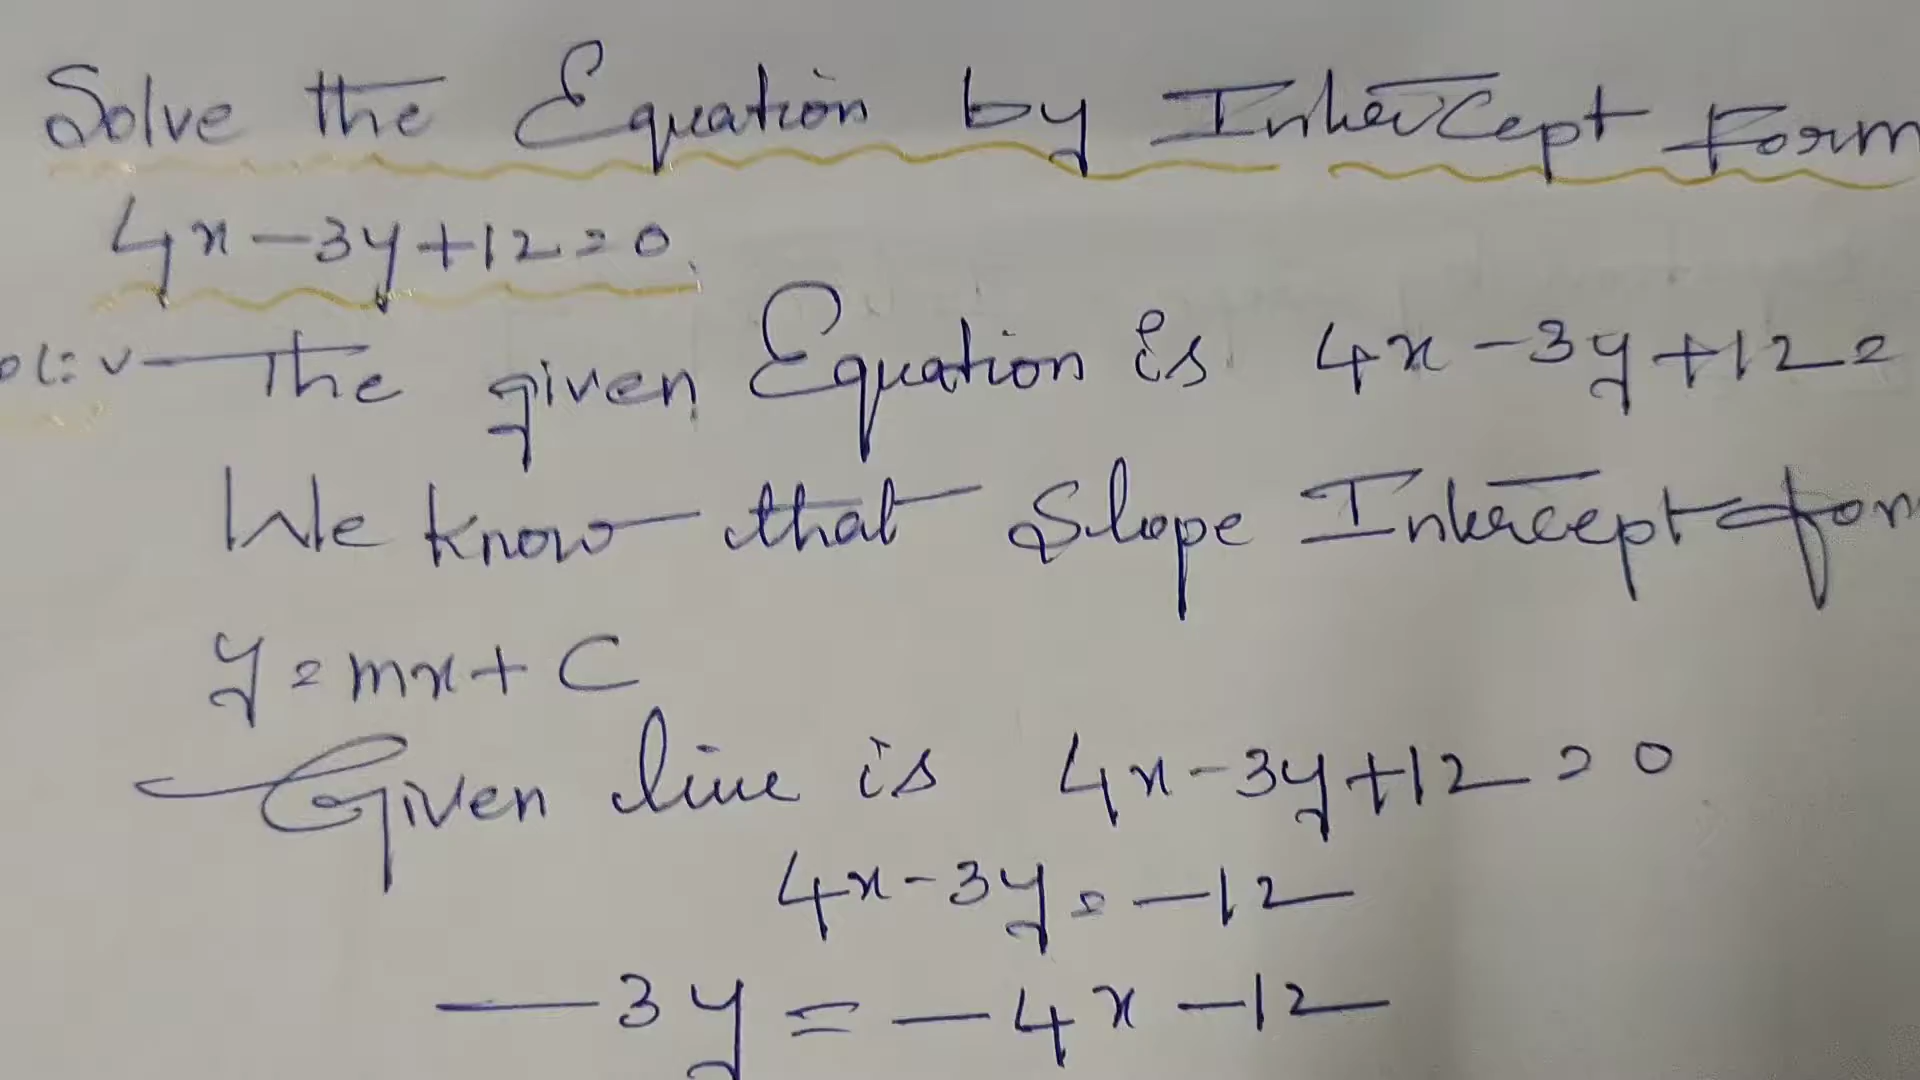 Solve the Equation by Intercept Form
4x - 3y + 12 = 0.
ol:- The given Equation is 4x - 3y + 12 =
We know that Slope Intercept form
y = mx + C
Given line is 4x - 3y + 12 = 0
4x - 3y = -12
-3y = -4x - 12